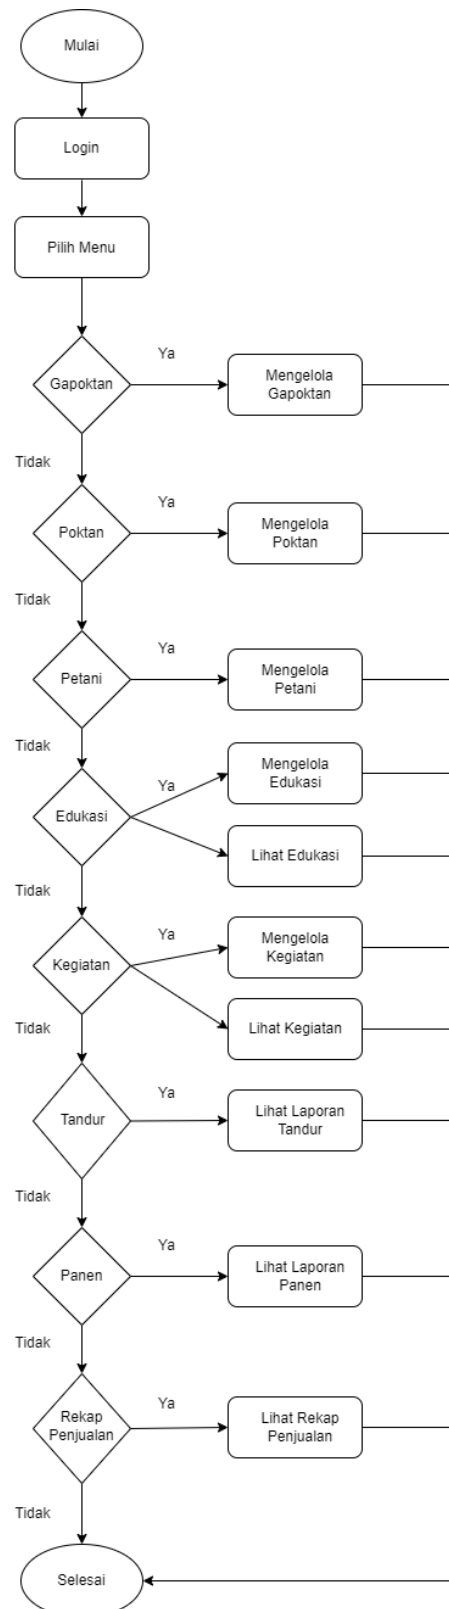 Mulai
Login
Pilih Menu
Gapoktan
Ya
Mengelola
Gapoktan
Tidak
Poktan
Ya
Mengelola
Poktan
Tidak
Petani
Ya
Mengelola
Petani
Tidak
Edukasi
Ya
Mengelola
Edukasi
Lihat Edukasi
Tidak
Kegiatan
Ya
Mengelola
Kegiatan
Lihat Kegiatan
Tidak
Tandur
Ya
Lihat Laporan
Tandur
Tidak
Panen
Ya
Lihat Laporan
Panen
Tidak
Rekap
Penjualan
Ya
Lihat Rekap
Penjualan
Tidak
Selesai